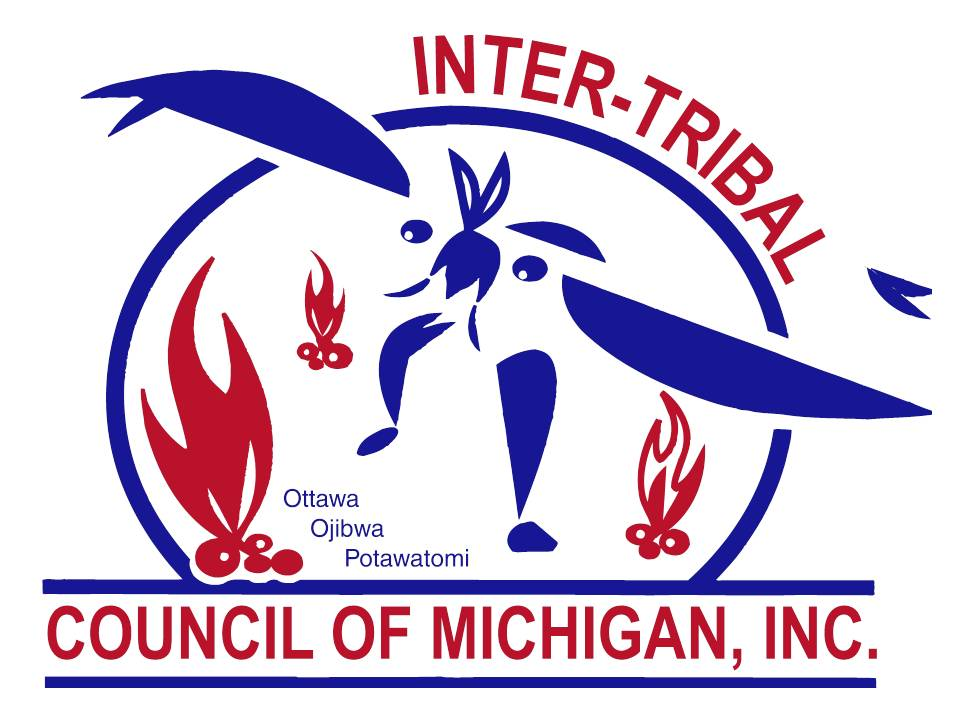 INTER-TRIBAL
Ottawa
Ojibwa
Potawatomi
COUNCIL OF MICHIGAN, INC.